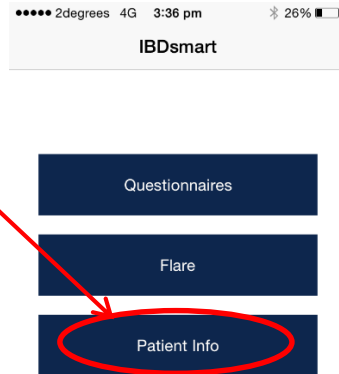 2degrees 4G 3:36 pm 26%
IBDsmart
Questionnaires
Flare
Patient Info